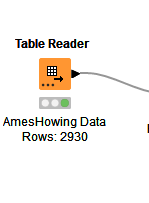 Table Reader
AmesHowing Data
Rows: 2930